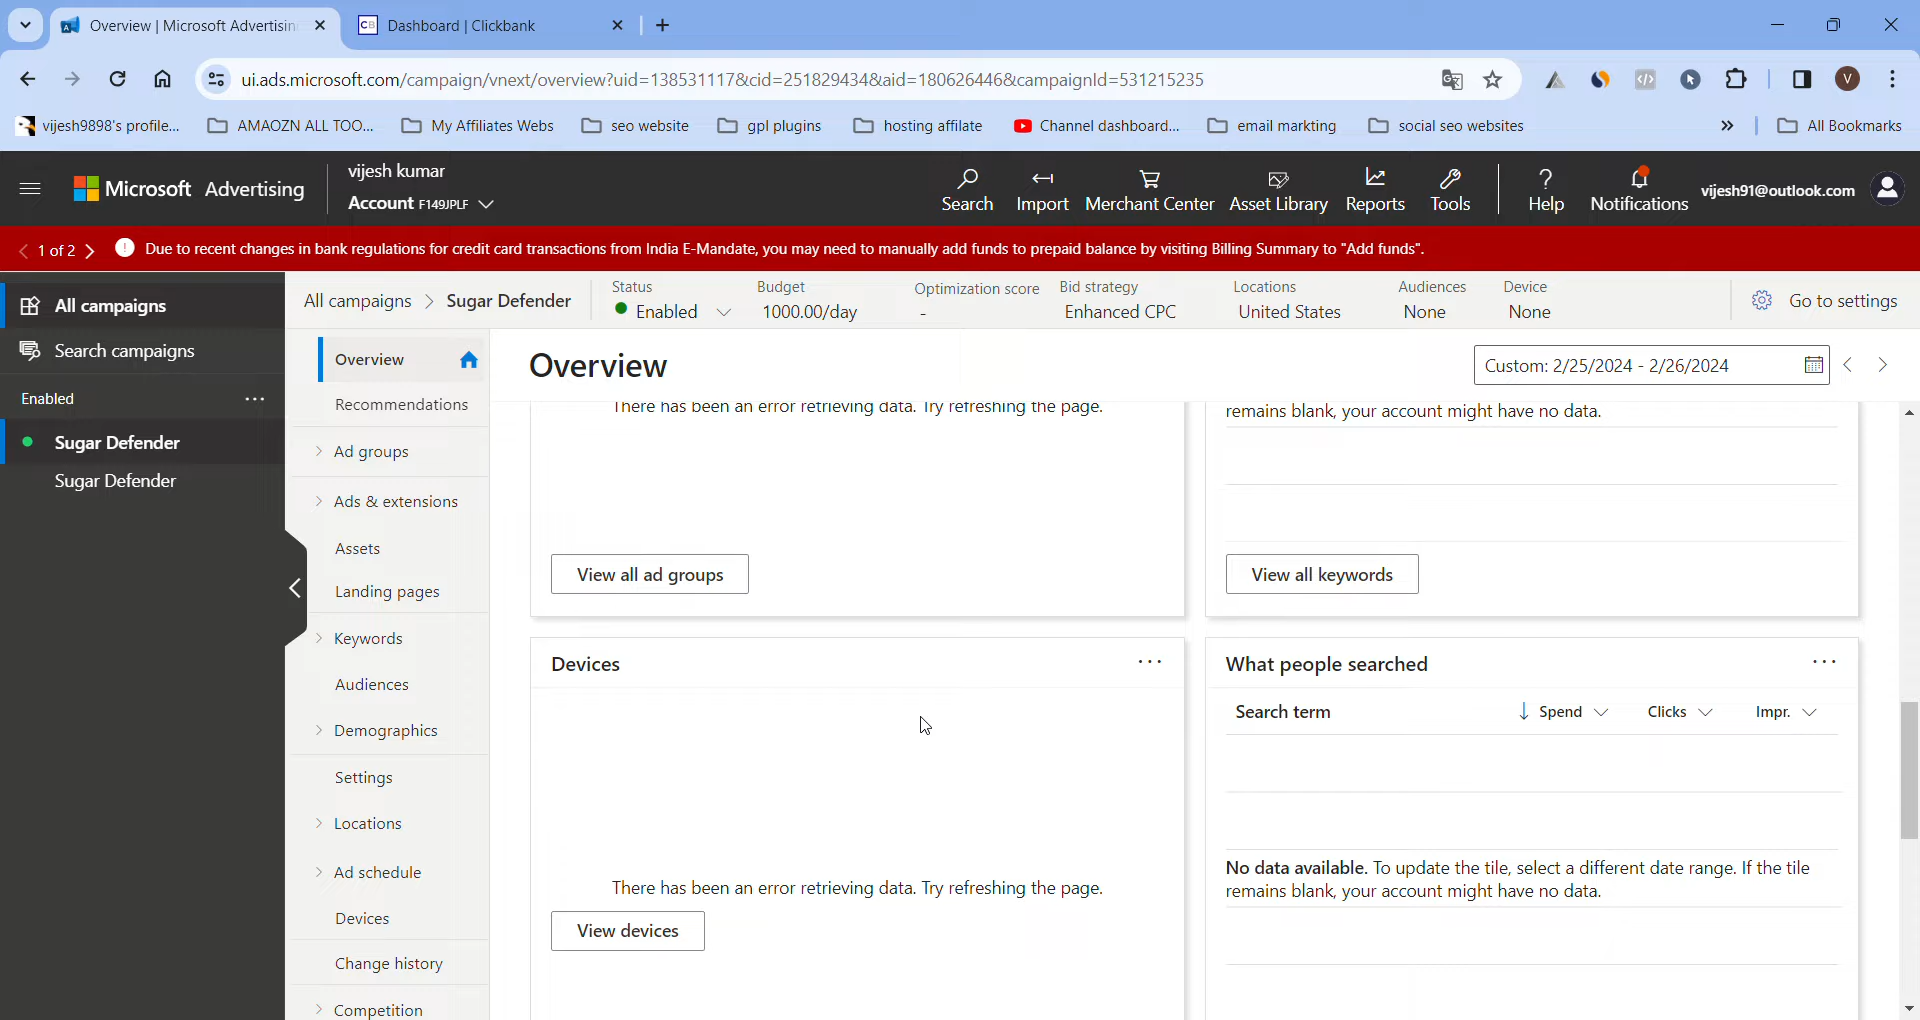 Overview | Microsoft Advertisin
CB Dashboard | Clickbank
ui.ads.microsoft.com/campaign/vnext/overview?uid=138531117&cid=251829434&aid=180626446&campaignId=531215235
V
vijesh9898's profile...
AMAOZN ALL TOO...
My Affiliates Webs
seo website
gpl plugins
hosting affilate
Channel dashboard...
email markting
social seo websites
All Bookmarks
Microsoft Advertising
vijesh kumar
Account F149JPLF
Search
Import
Merchant Center
Asset Library
Reports
Tools
Help
Notifications
vijesh91@outlook.com
1 of 2
Due to recent changes in bank regulations for credit card transactions from India E-Mandate, you may need to manually add funds to prepaid balance by visiting Billing Summary to "Add funds".
All campaigns
Search campaigns
Enabled
Sugar Defender
Sugar Defender
All campaigns > Sugar Defender
Status
Enabled
Budget
1000.00/day
Optimization score
-
Bid strategy
Enhanced CPC
Locations
United States
Audiences
None
Device
None
Go to settings
Overview
Recommendations
Ad groups
Ads & extensions
Assets
Landing pages
Keywords
Audiences
Demographics
Settings
Locations
Ad schedule
Devices
Change history
Competition
Overview
Custom: 2/25/2024 - 2/26/2024
There has been an error retrieving data. Try refreshing the page.
View all ad groups
remains blank, your account might have no data.
View all keywords
Devices
There has been an error retrieving data. Try refreshing the page.
View devices
What people searched
Search term
Spend
Clicks
Impr.
No data available. To update the tile, select a different date range. If the tile
remains blank, your account might have no data.